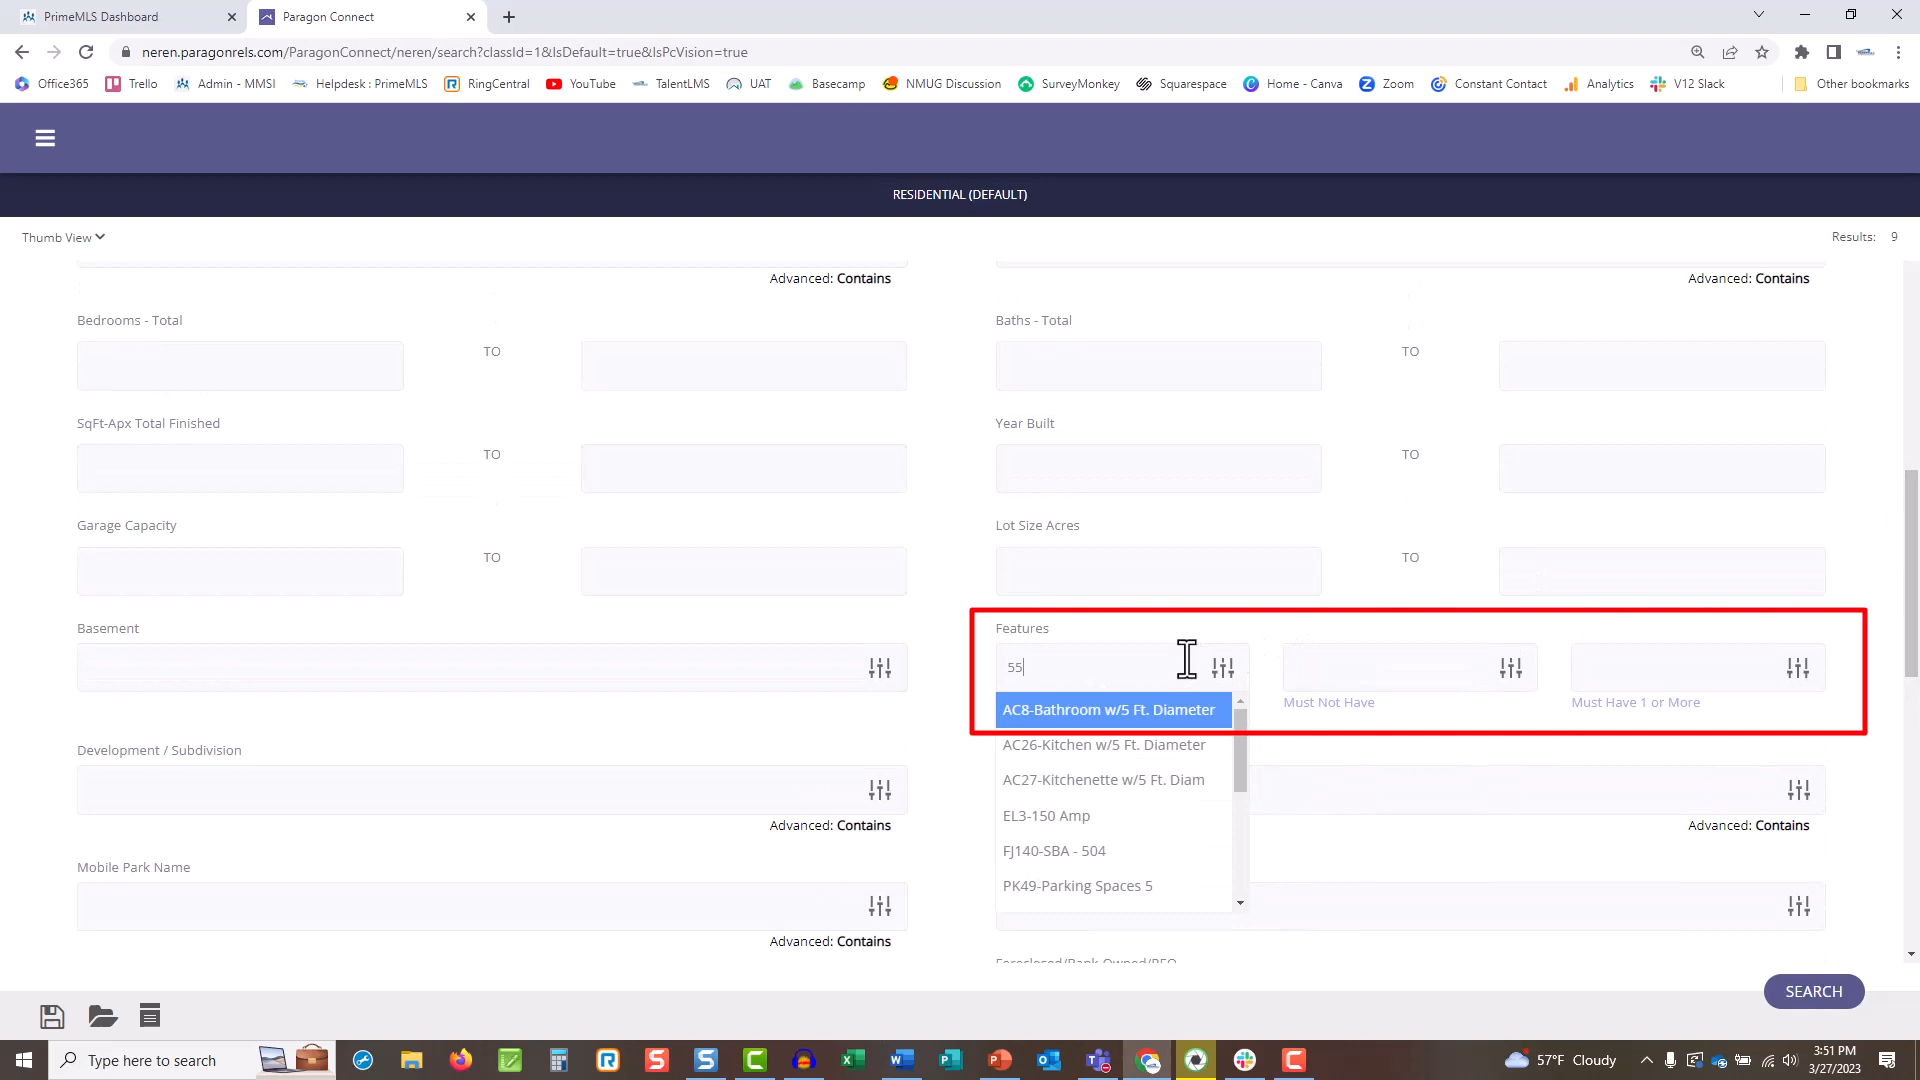 PrimeMLS Dashboard
Paragon Connect
neren.paragonrels.com/ParagonConnect/neren/search?classId=1&IsDefault=true&IsPcVision=true
Office365 Trello Admin - MMSI Helpdesk : PrimeMLS RingCentral YouTube TalentLMS UAT Basecamp NMUG Discussion SurveyMonkey Squarespace Home - Canva Zoom Constant Contact Analytics V12 Slack Other bookmarks
RESIDENTIAL (DEFAULT)
Thumb View Results: 9
Advanced: Contains Advanced: Contains
Bedrooms - Total Baths - Total
TO TO
SqFt-Apx Total Finished Year Built
TO TO
Garage Capacity Lot Size Acres
TO TO
Basement Features
55
Must Not Have Must Have 1 or More
AC8-Bathroom w/5 Ft. Diameter
AC26-Kitchen w/5 Ft. Diameter
AC27-Kitchenette w/5 Ft. Diam
EL3-150 Amp
FJ140-SBA - 504
PK49-Parking Spaces 5
Development / Subdivision
Advanced: Contains Advanced: Contains
Mobile Park Name
Advanced: Contains
Foreclosed/Bank-Owned/REO
SEARCH
Type here to search
57°F Cloudy
3:51 PM
3/27/2023